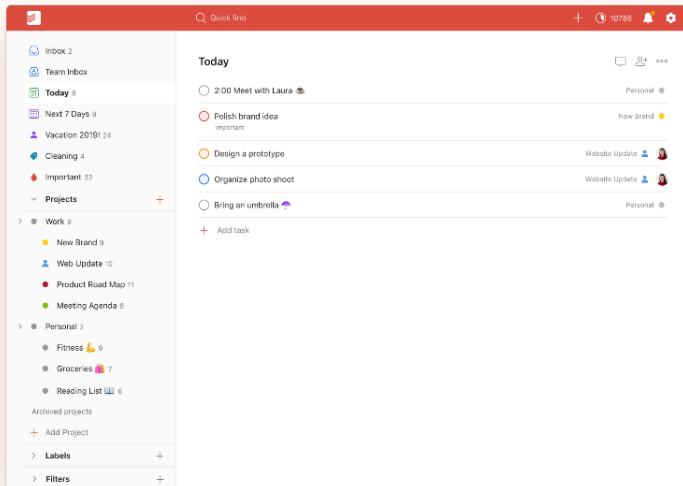 Quick find
10786
Inbox 2
Team Inbox
Today 8
Next 7 Days 8
Vacation 2019! 24
Cleaning 4
Important 32
Projects
Work 9
New Brand 9
Web Update 10
Product Road Map 11
Meeting Agenda 8
Personal 2
Fitness 💪 9
Groceries 🛍️ 7
Reading List 📖 6
Archived projects
Add Project
Labels
Filters
Today
2:00 Meet with Laura ☕ Personal
Polish brand idea New Brand
Important
Design a prototype Website Update
Organize photo shoot Website Update
Bring an umbrella ☂️ Personal
Add task